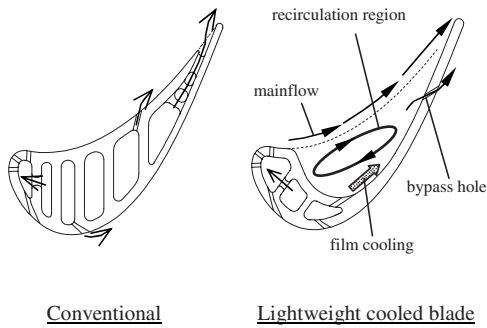 recirculation region
mainflow
bypass hole
film cooling
Conventional
Lightweight cooled blade